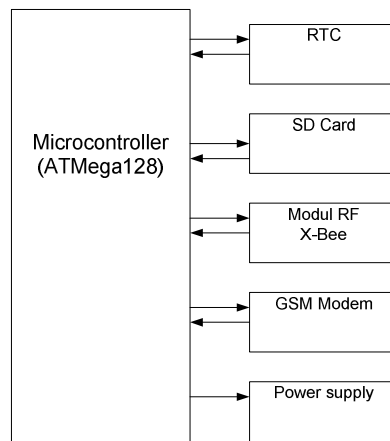 RTC
SD Card
Microcontroller
(ATMega128)
Modul RF
X-Bee
GSM Modem
Power supply